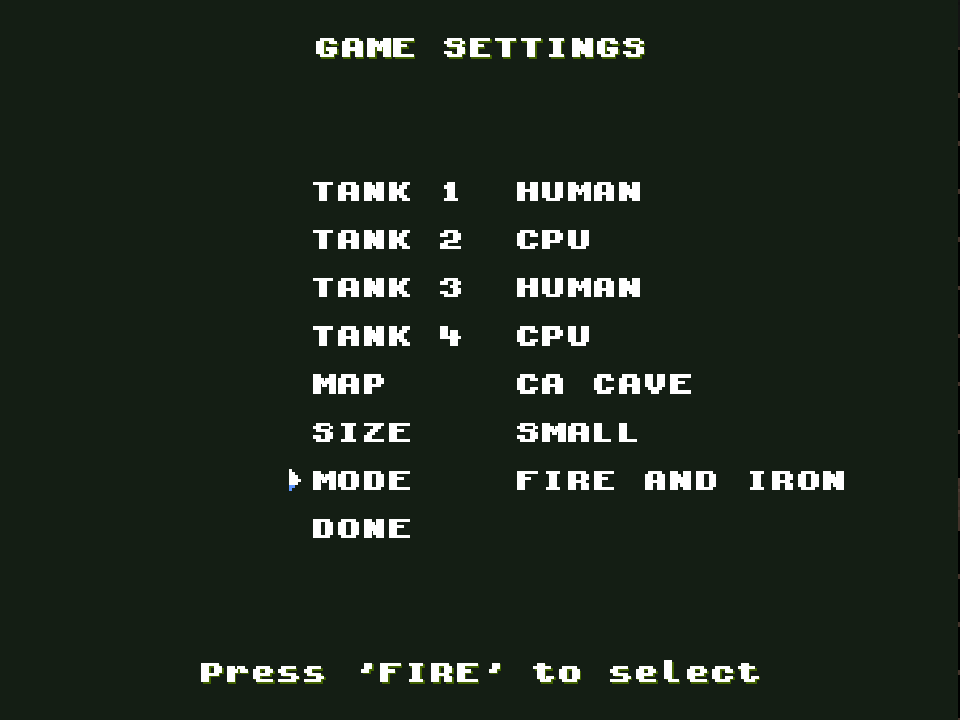 GAME SETTINGS
TANK 1 HUMAN
TANK 2 CPU
TANK 3 HUMAN
TANK 4 CPU
MAP CA CAVE
SIZE SMALL
MODE FIRE AND IRON
DONE
Press 'FIRE' to select